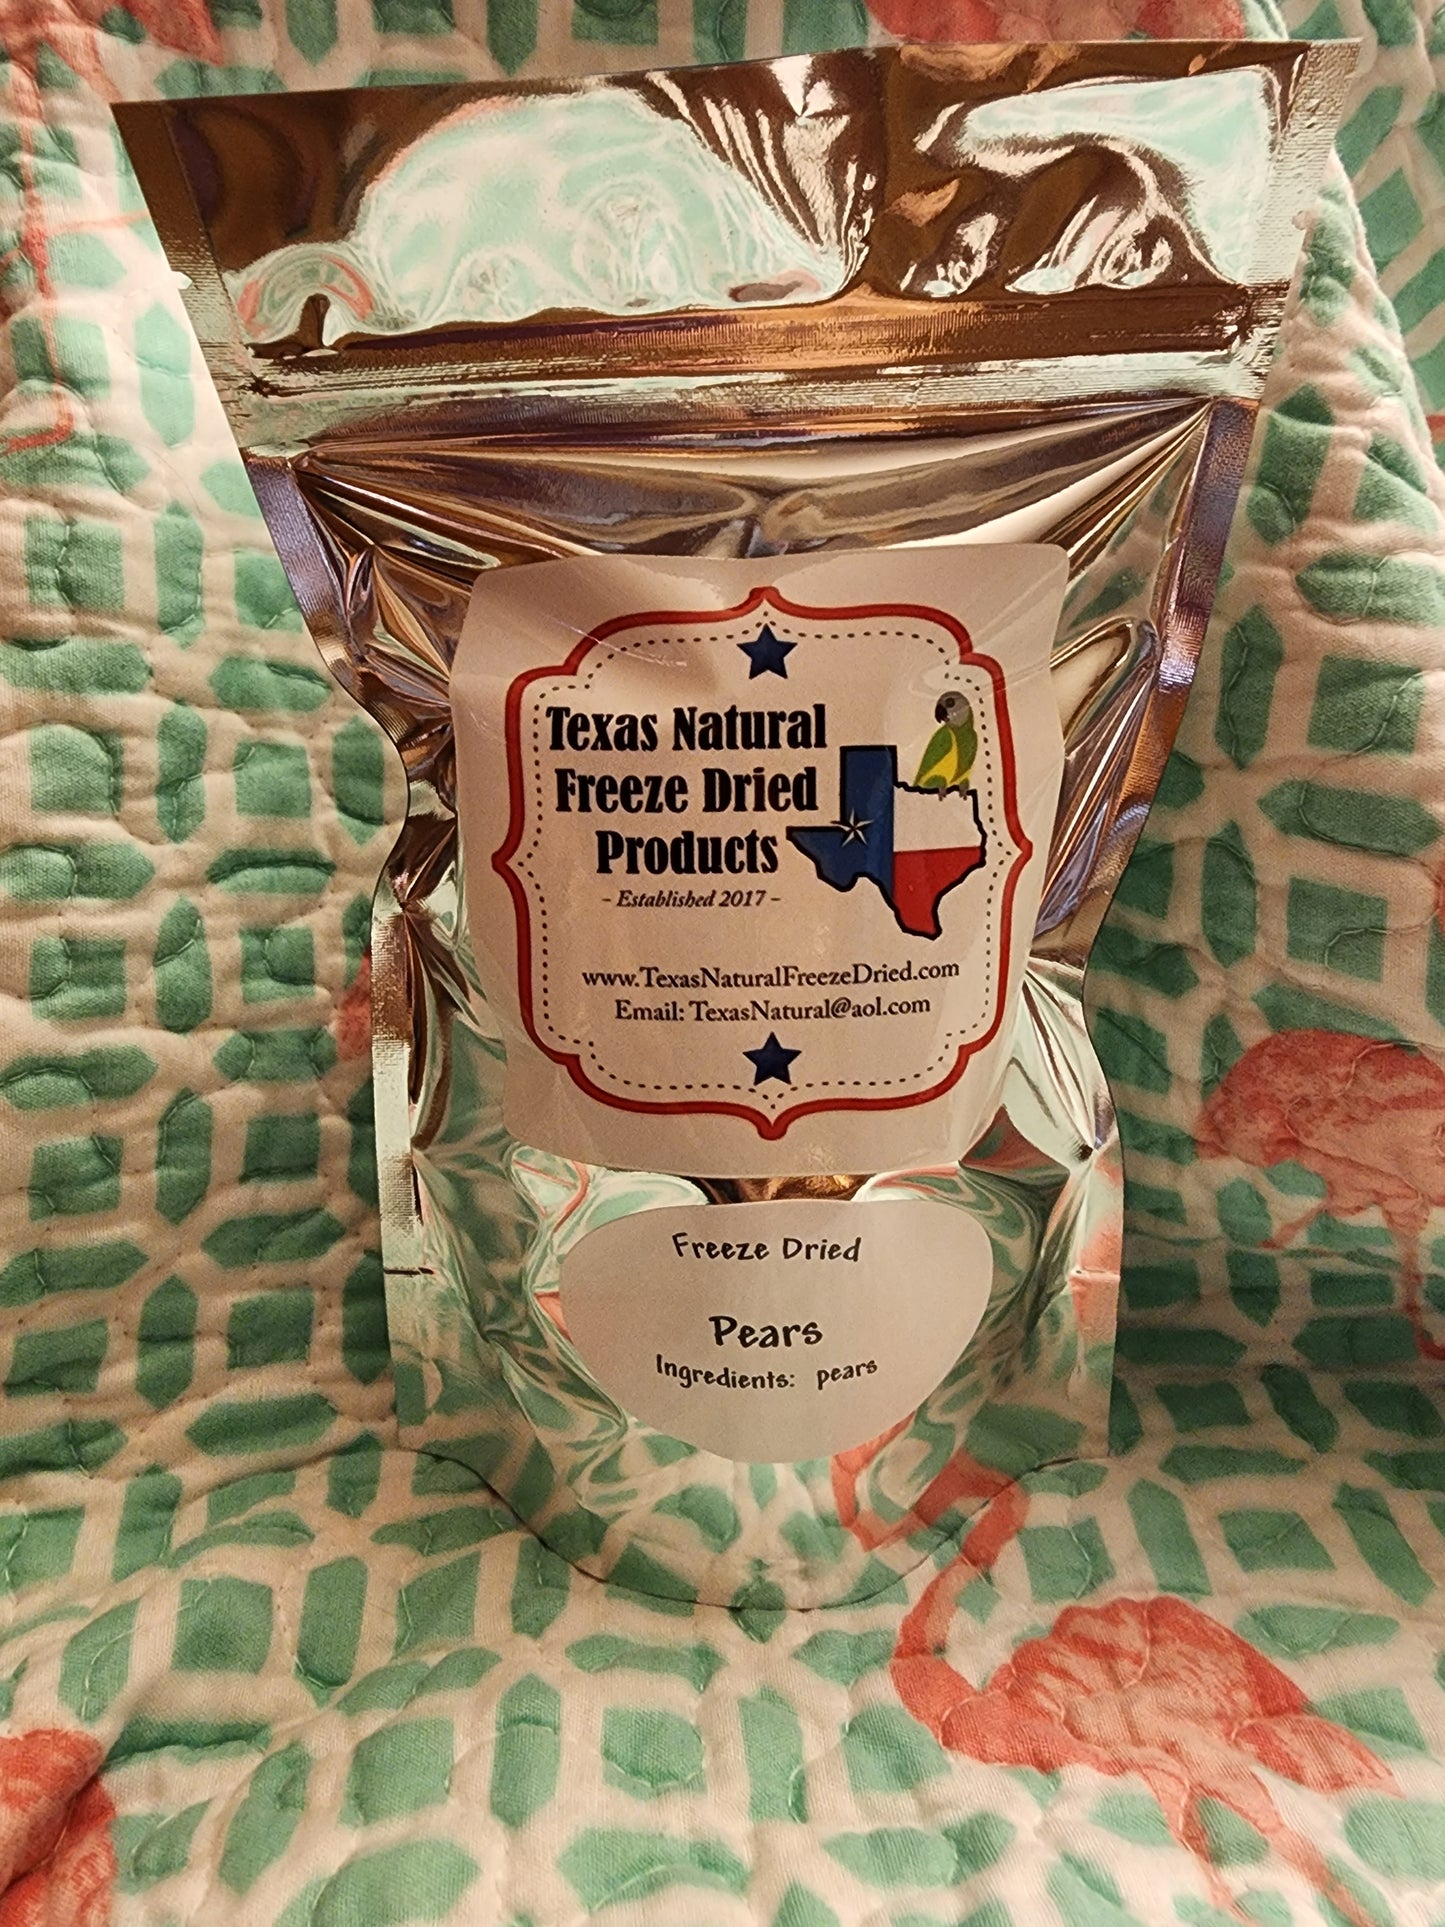 Texas Natural
Freeze Dried
Products
- Established 2017 -
www.TexasNaturalFreezeDried.com
Email: TexasNatural@aol.com
Freeze Dried
Pears
Ingredients: pears